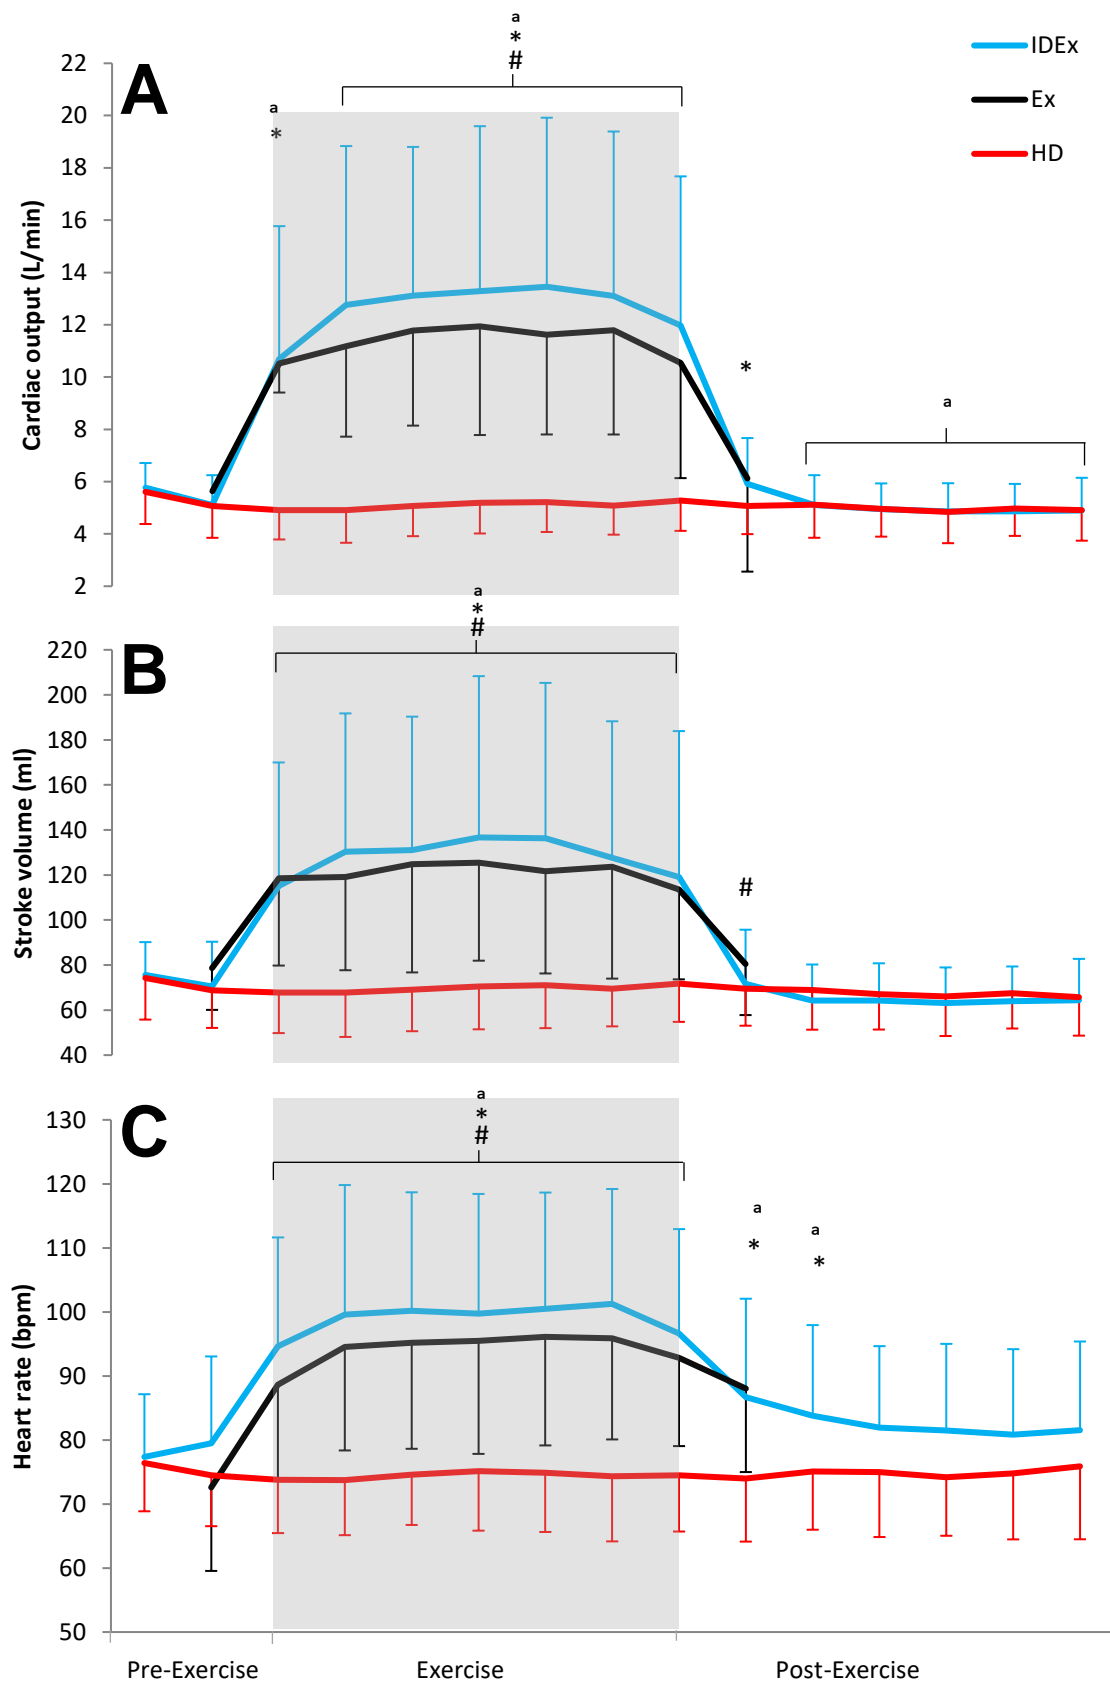 a
*
#
IDEx
Ex
HD
A
a
*
22
20
18
16
14
12
10
8
6
4
2
Cardiac output (L/min)
*
a
a
*
#
B
220
200
180
160
140
120
100
80
60
40
Stroke volume (ml)
#
a
*
#
C
130
120
110
100
90
80
70
60
50
Heart rate (bpm)
a
*
a
*
Pre-Exercise
Exercise
Post-Exercise